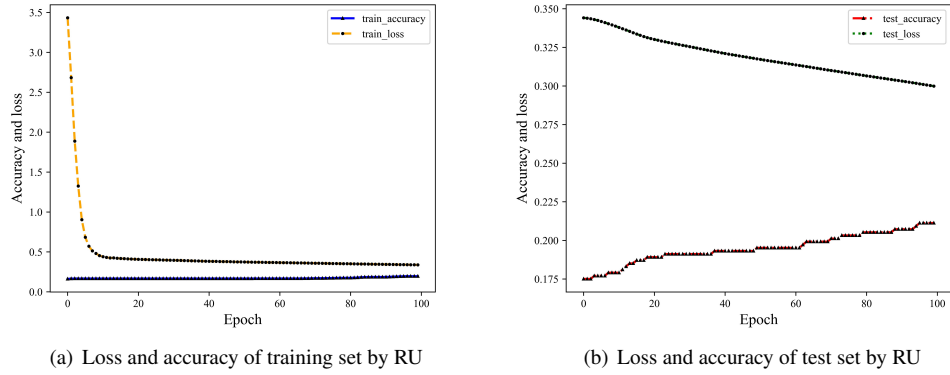 3.5
3.0
2.5
2.0
1.5
1.0
0.5
0.0
Accuracy and loss
train_accuracy
train_loss
0 20 40 60 80 100
Epoch
(a) Loss and accuracy of training set by RU
0.350
0.325
0.300
0.275
0.250
0.225
0.200
0.175
Accuracy and loss
test_accuracy
test_loss
0 20 40 60 80 100
Epoch
(b) Loss and accuracy of test set by RU